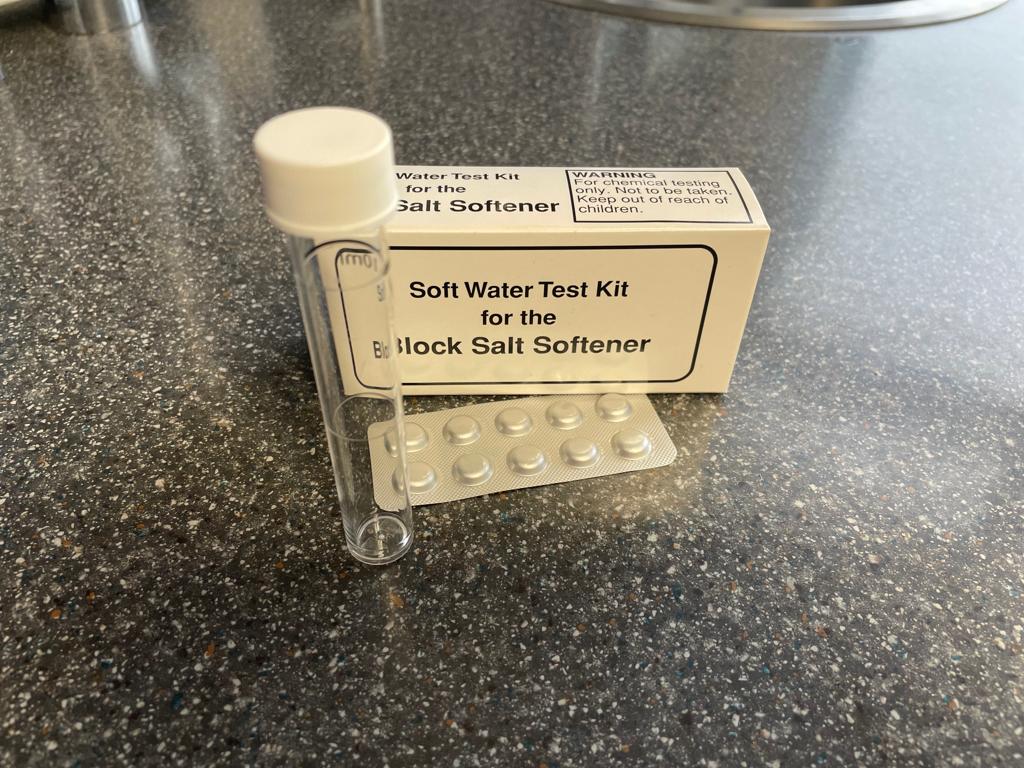 Water Test Kit
for the
Salt Softener
WARNING
For chemical testing
only. Not to be taken.
Keep out of reach of
children.
10ml
Soft Water Test Kit
for the
Block Salt Softener